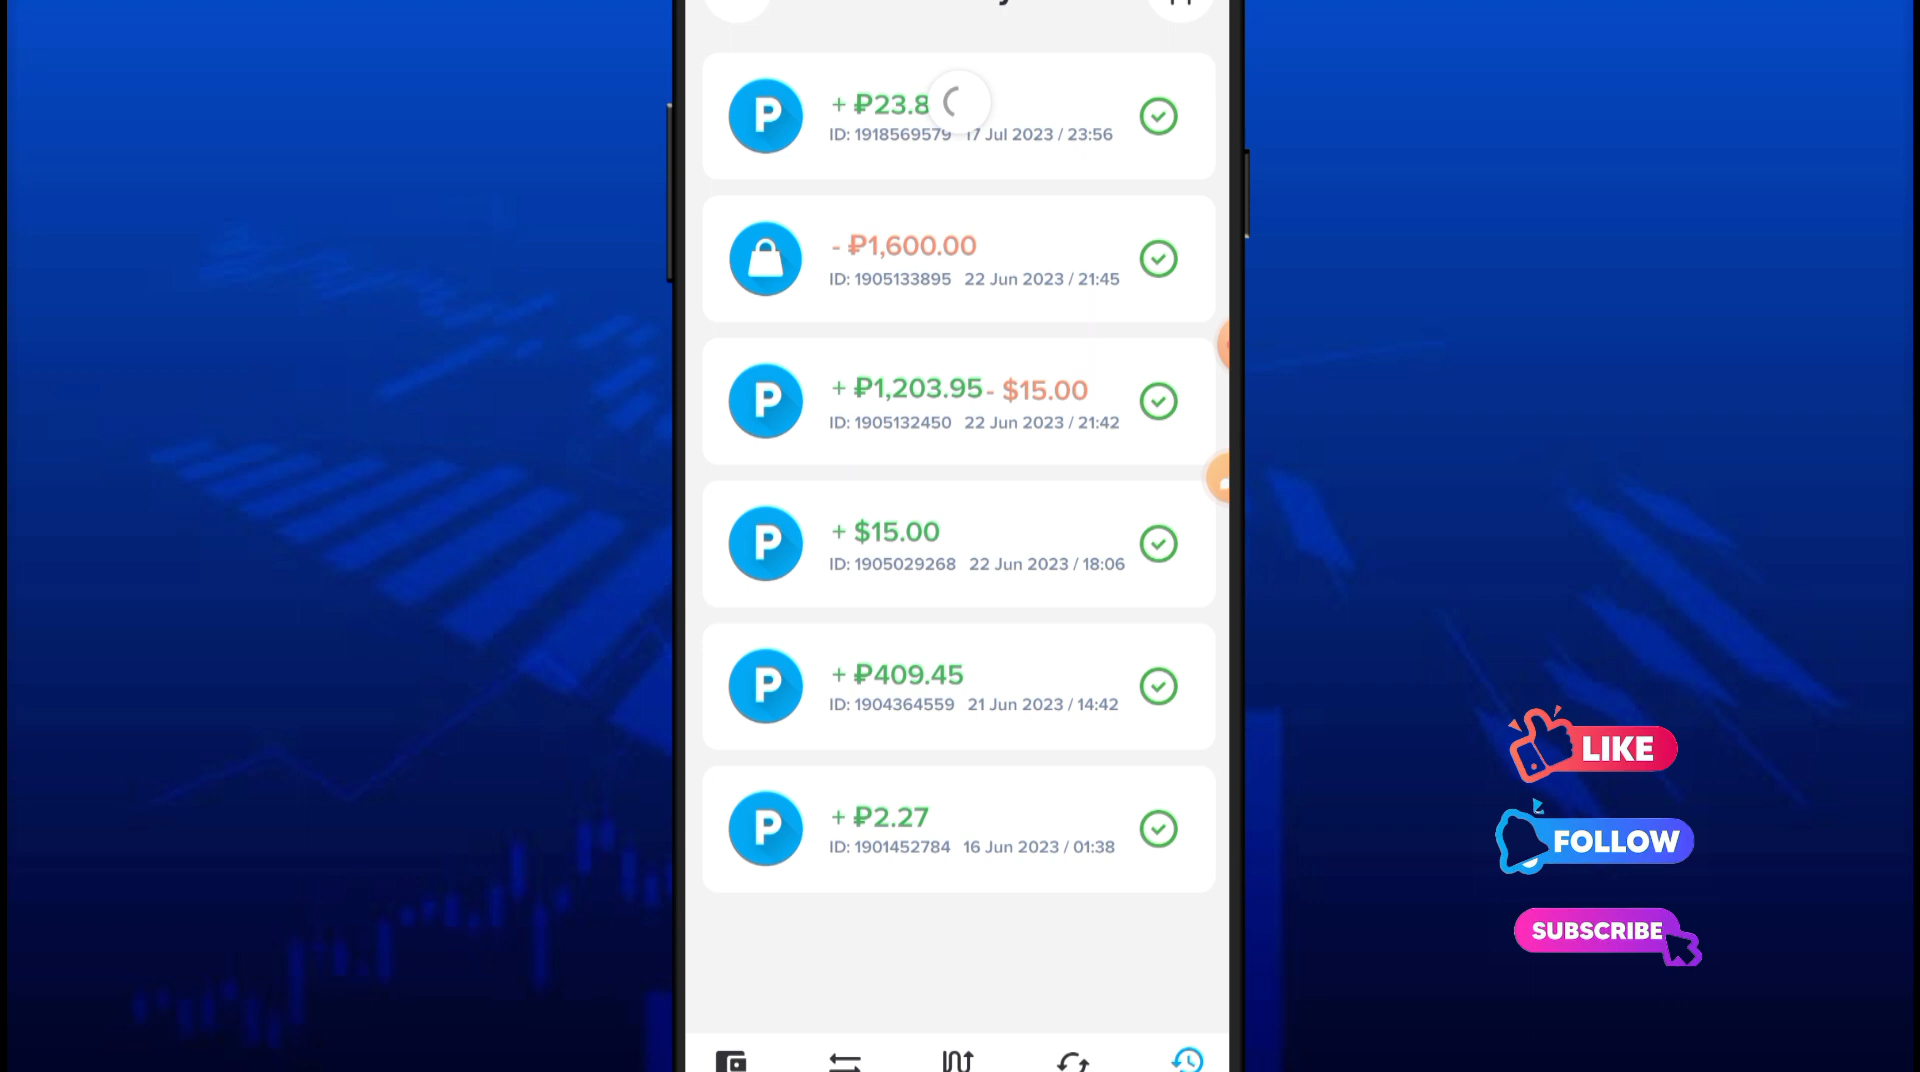 + ₽23.8
ID: 1918569579 17 Jul 2023 / 23:56
- ₽1,600.00
ID: 1905133895 22 Jun 2023 / 21:45
+ ₽1,203.95 - $15.00
ID: 1905132450 22 Jun 2023 / 21:42
+ $15.00
ID: 1905029268 22 Jun 2023 / 18:06
+ ₽409.45
ID: 1904364559 21 Jun 2023 / 14:42
+ ₽2.27
ID: 1901452784 16 Jun 2023 / 01:38
LIKE
FOLLOW
SUBSCRIBE